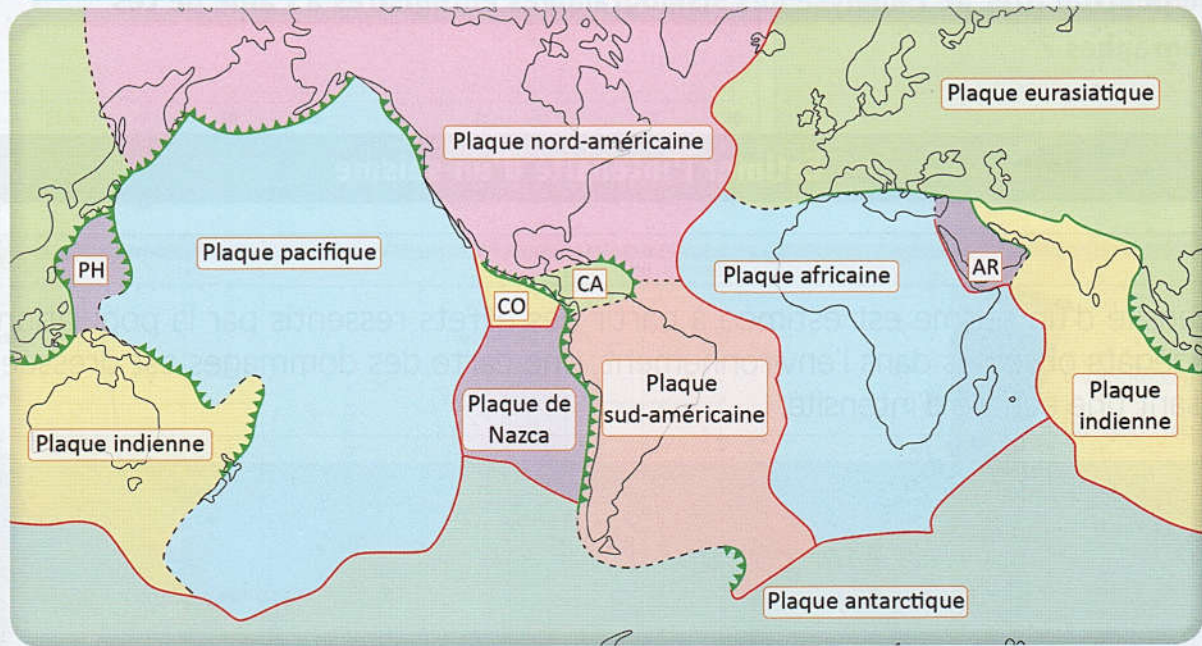 Plaque eurasiatique
Plaque nord-américaine
Plaque pacifique
PH
CO
CA
Plaque africaine
AR
Plaque indienne
Plaque de
Nazca
Plaque
sud-américaine
Plaque
indienne
Plaque antarctique